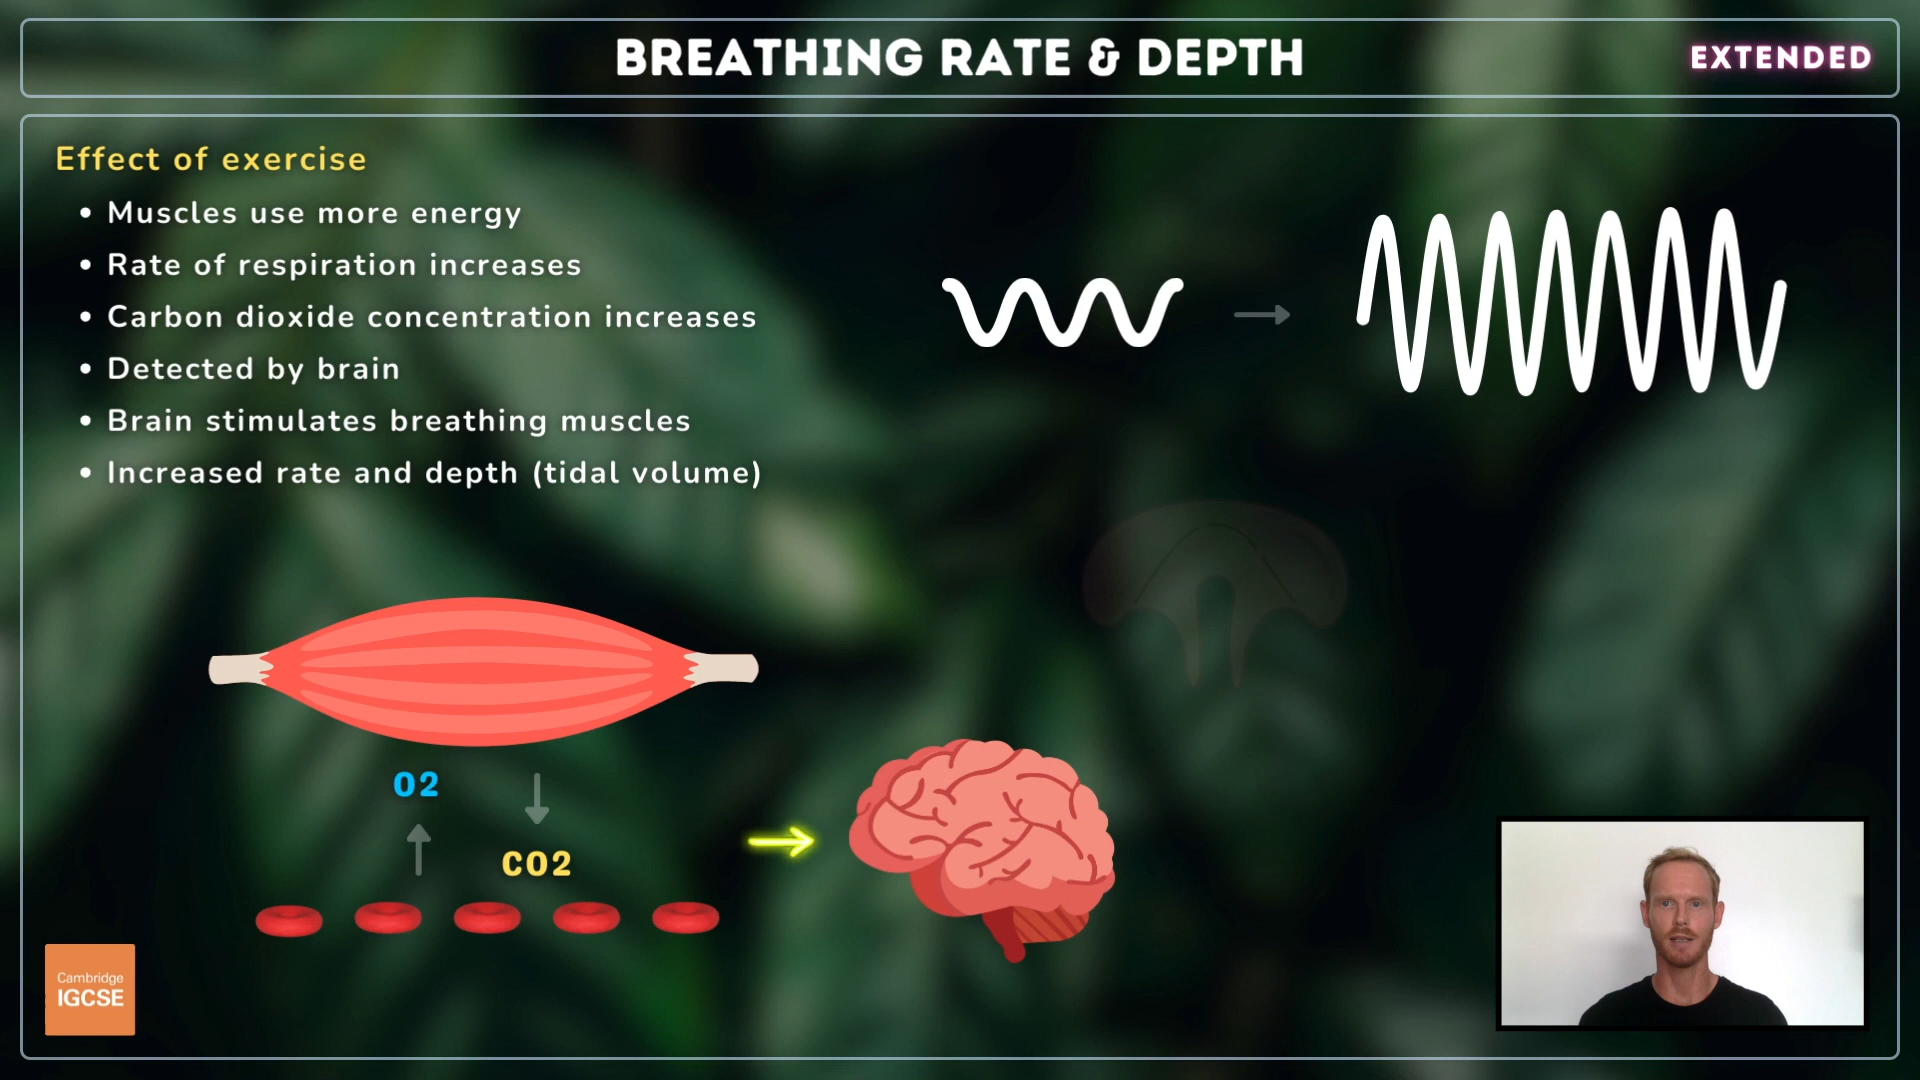 BREATHING RATE & DEPTH
EXTENDED
Effect of exercise
• Muscles use more energy
• Rate of respiration increases
• Carbon dioxide concentration increases
• Detected by brain
• Brain stimulates breathing muscles
• Increased rate and depth (tidal volume)
O2
CO2
Cambridge
IGCSE